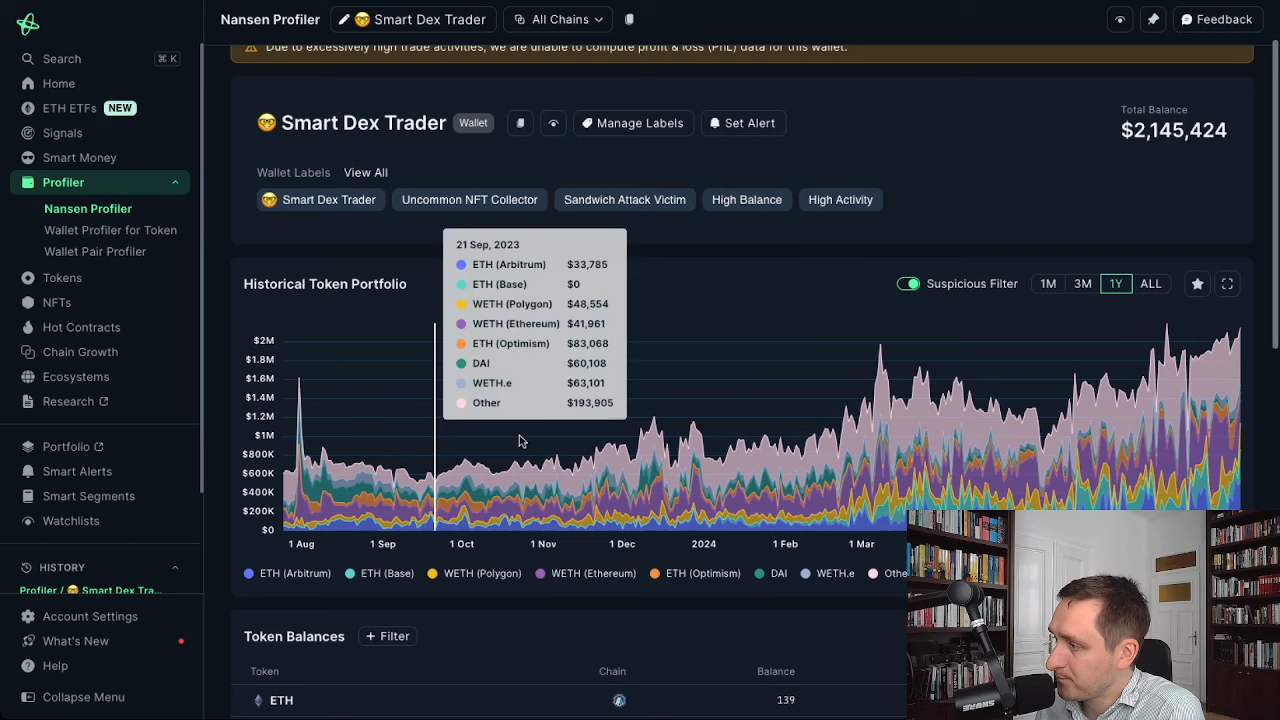 Nansen Profiler
🤓 Smart Dex Trader
All Chains
Feedback
Search
⌘ K
Home
ETH ETFs NEW
Signals
Smart Money
Profiler
Nansen Profiler
Wallet Profiler for Token
Wallet Pair Profiler
Tokens
NFTs
Hot Contracts
Chain Growth
Ecosystems
Research
Portfolio
Smart Alerts
Smart Segments
Watchlists
HISTORY
Profiler / 🤓 Smart Dex Tra...
Account Settings
What's New
Help
Collapse Menu
Due to excessively high trade activities, we are unable to compute profit & loss (PnL) data for this wallet.
🤓 Smart Dex Trader
Wallet
Manage Labels
Set Alert
Total Balance
$2,145,424
Wallet Labels
View All
🤓 Smart Dex Trader
Uncommon NFT Collector
Sandwich Attack Victim
High Balance
High Activity
Historical Token Portfolio
Suspicious Filter
1M
3M
1Y
ALL
21 Sep, 2023
ETH (Arbitrum) $33,785
ETH (Base) $0
WETH (Polygon) $48,554
WETH (Ethereum) $41,961
ETH (Optimism) $83,068
DAI $60,108
WETH.e $63,101
Other $193,905
$2M
$1.8M
$1.6M
$1.4M
$1.2M
$1M
$800K
$600K
$400K
$200K
$0
1 Aug
1 Sep
1 Oct
1 Nov
1 Dec
2024
1 Feb
1 Mar
ETH (Arbitrum)
ETH (Base)
WETH (Polygon)
WETH (Ethereum)
ETH (Optimism)
DAI
WETH.e
Othe
Token Balances
+ Filter
Token
Chain
Balance
ETH
139
SHURE